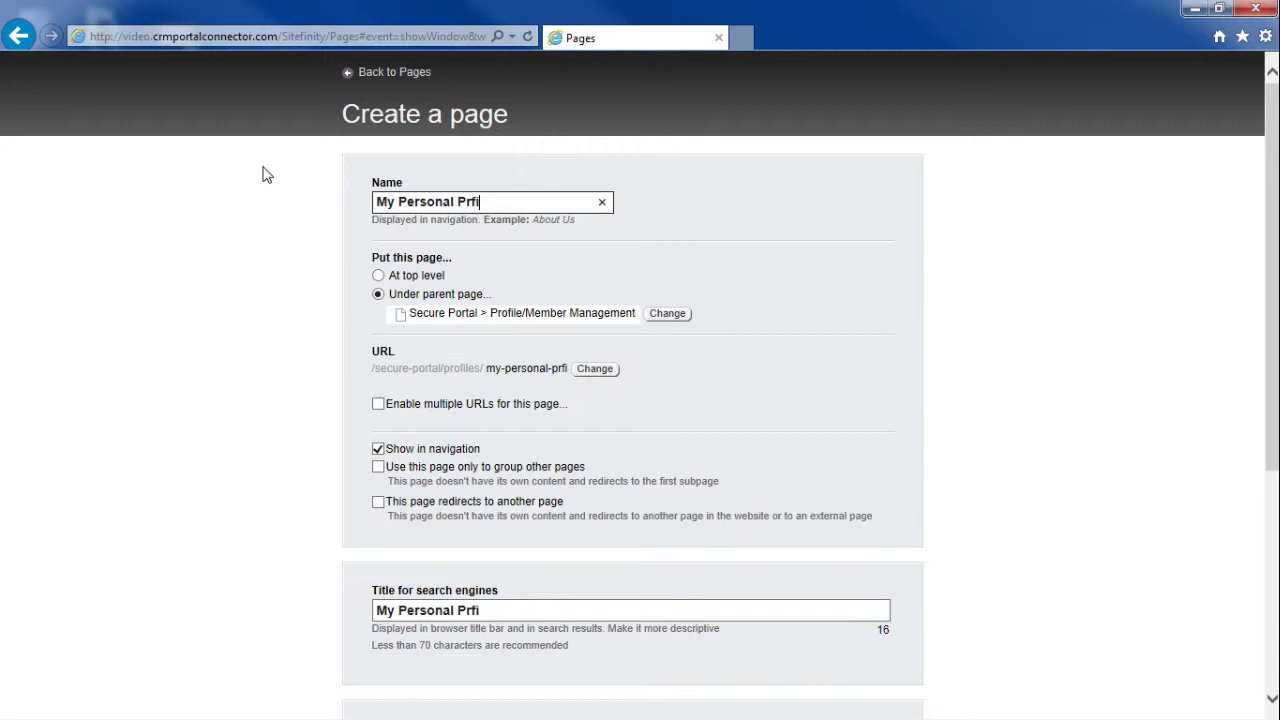 http://video.crmportalconnector.com/Sitefinity/Pages#event=showWindow&w
Pages
Back to Pages
Create a page
Name
My Personal Prfi
Displayed in navigation. Example: About Us
Put this page...
At top level
Under parent page...
Secure Portal > Profile/Member Management
Change
URL
/secure-portal/profiles/ my-personal-prfi Change
Enable multiple URLs for this page...
Show in navigation
Use this page only to group other pages
This page doesn't have its own content and redirects to the first subpage
This page redirects to another page
This page doesn't have its own content and redirects to another page in the website or to an external page
Title for search engines
My Personal Prfi
Displayed in browser title bar and in search results. Make it more descriptive
16
Less than 70 characters are recommended